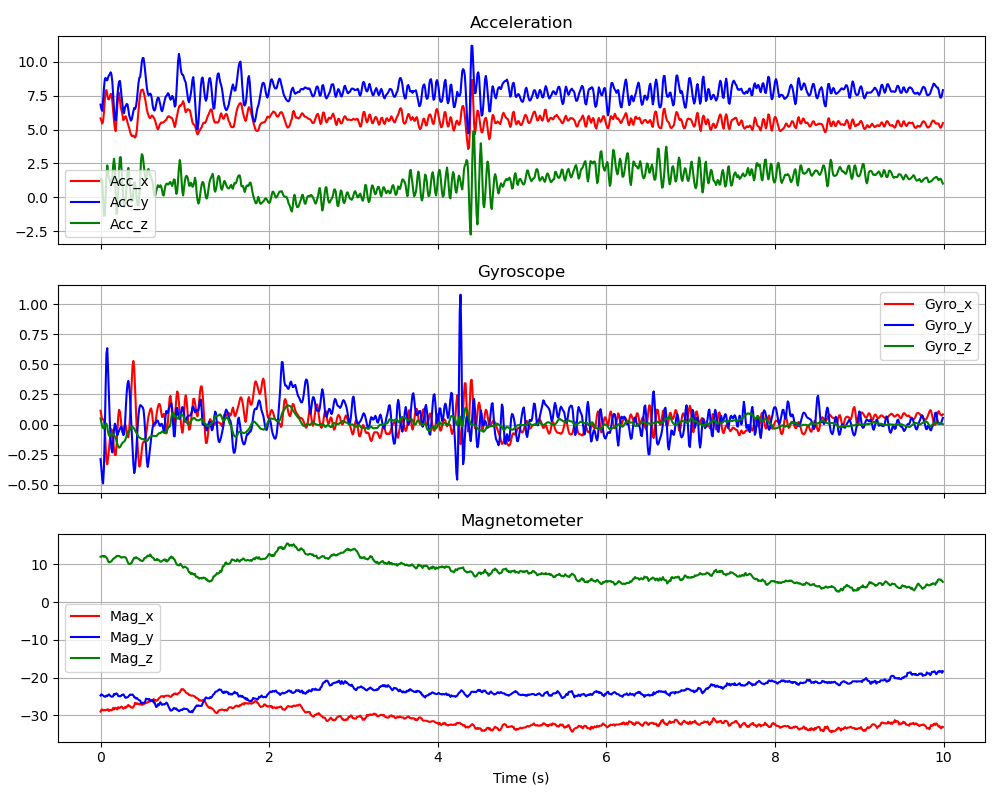 Acceleration
10.0
7.5
5.0
2.5
0.0
−2.5
Acc_x
Acc_y
Acc_z
Gyroscope
1.00
0.75
0.50
0.25
0.00
−0.25
−0.50
Gyro_x
Gyro_y
Gyro_z
Magnetometer
10
0
−10
−20
−30
Mag_x
Mag_y
Mag_z
0 2 4 6 8 10
Time (s)